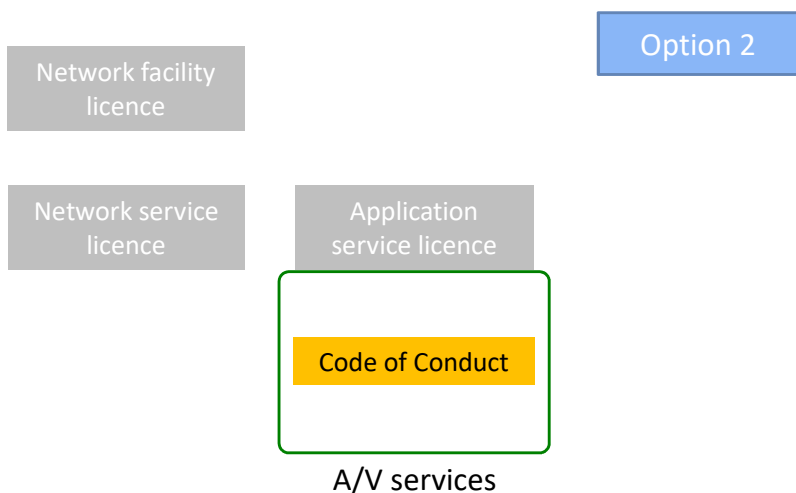 Option 2
Network facility
licence
Network service
licence
Application
service licence
Code of Conduct
A/V services